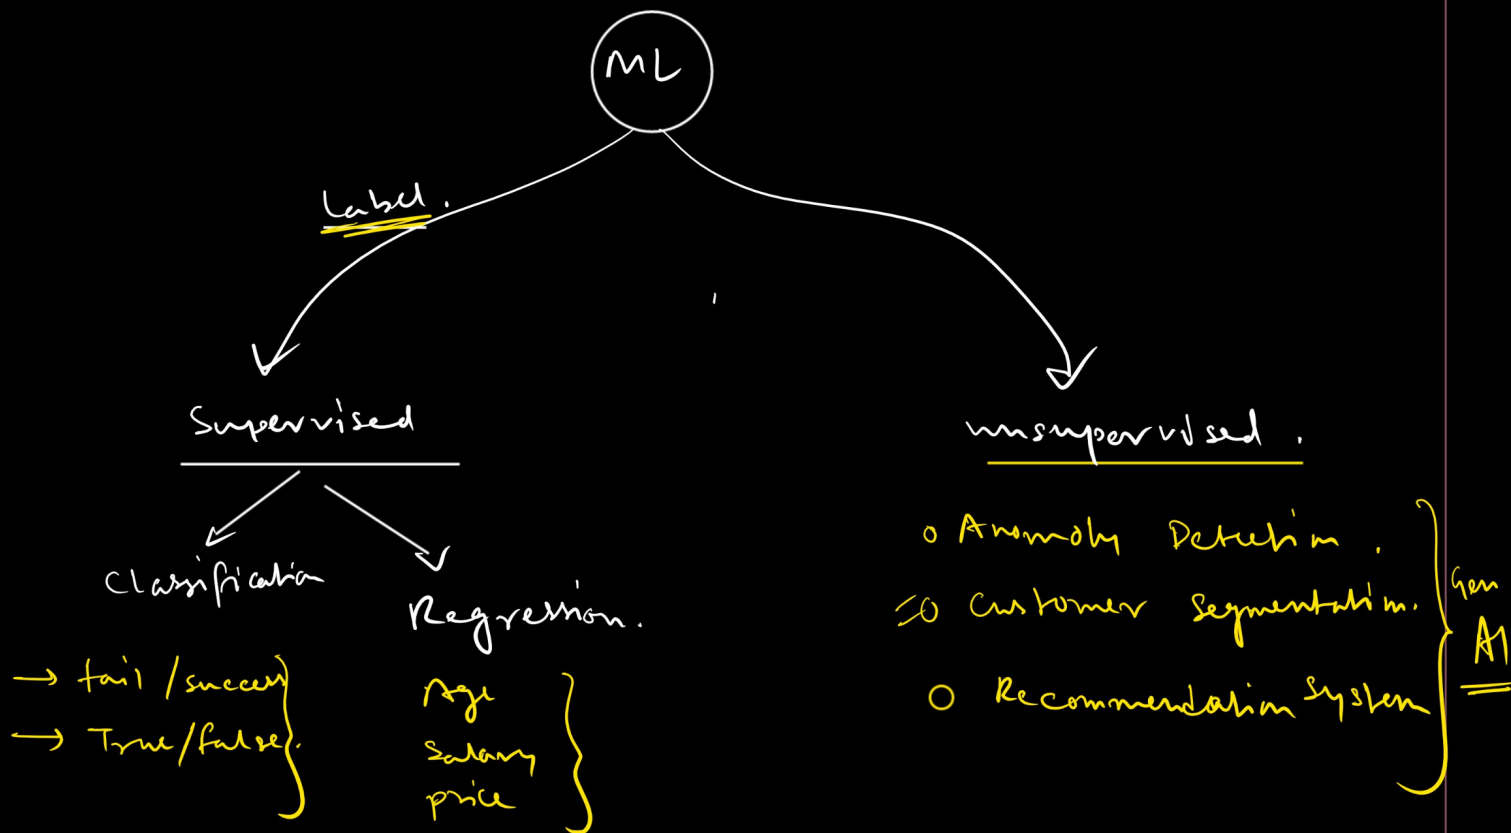 ML
Label.
Supervised
unsupervised.
Classification
Regression.
→ fail/success
→ True/false.
Age
Salary
price
o Anomoly Detection.
o Customer Segmentation.
o Recommendation System
Gen
AI